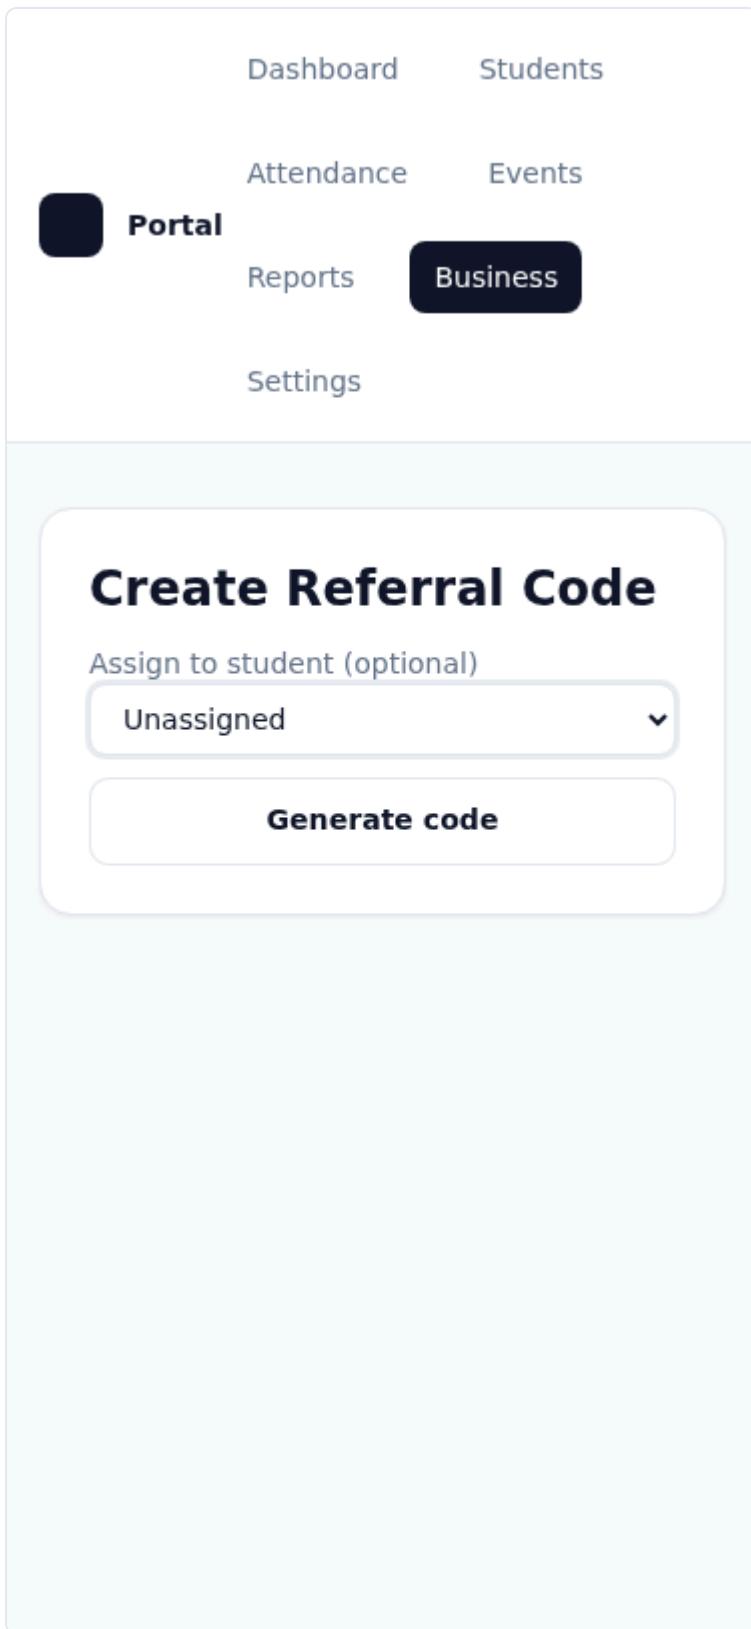 Dashboard Students
Attendance Events
Portal
Reports Business
Settings
Create Referral Code
Assign to student (optional)
Unassigned
Generate code